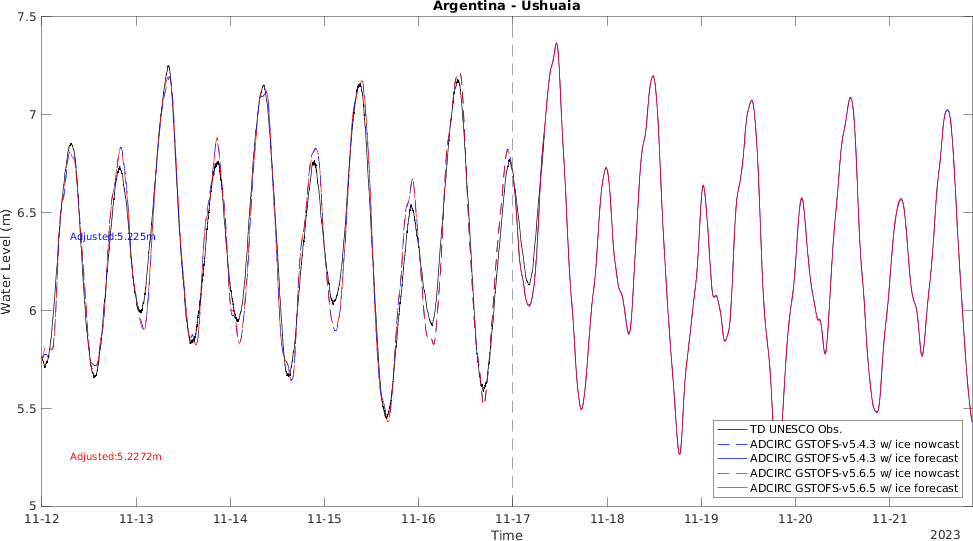 Argentina - Ushuaia
7.5
7
6.5
6
5.5
5
Water Level (m)
Adjusted:5.225m
Adjusted:5.2272m
TD UNESCO Obs.
ADCIRC GSTOFS-v5.4.3 w/ ice nowcast
ADCIRC GSTOFS-v5.4.3 w/ ice forecast
ADCIRC GSTOFS-v5.6.5 w/ ice nowcast
ADCIRC GSTOFS-v5.6.5 w/ ice forecast
11-12 11-13 11-14 11-15 11-16 11-17 11-18 11-19 11-20 11-21
Time
2023